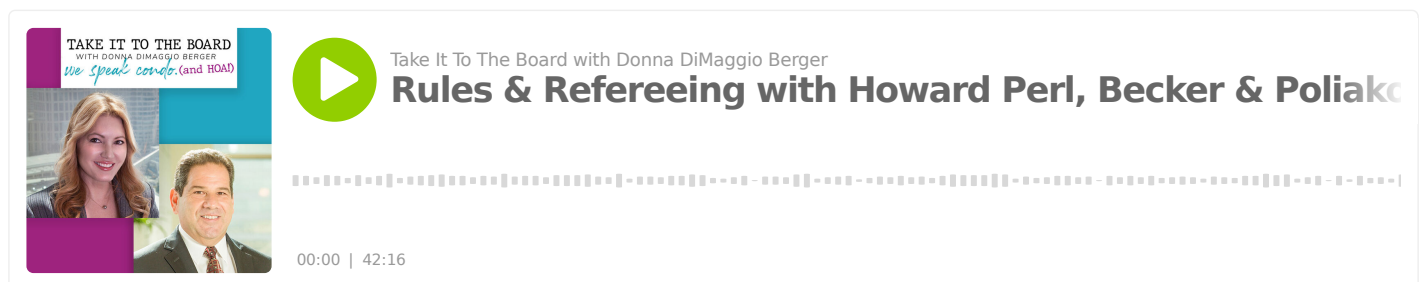 TAKE IT TO THE BOARD
WITH DONNA DIMAGGIO BERGER
we speak condo.(and HOA!)
Take It To The Board with Donna DiMaggio Berger
Rules & Refereeing with Howard Perl, Becker & Poliako
00:00 | 42:16